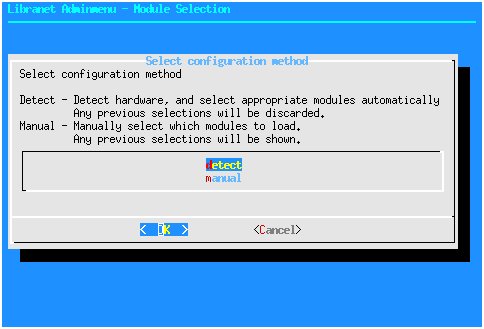 Libranet Adminmenu - Module Selection
Select configuration method
Select configuration method
Detect - Detect hardware, and select appropriate modules automatically
Any previous selections will be discarded.
Manual - Manually select which modules to load.
Any previous selections will be shown.
detect
manual
< OK > <Cancel>